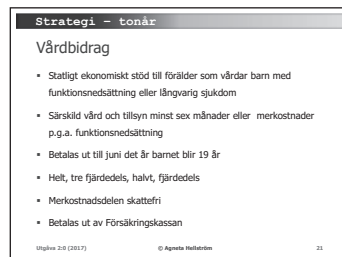 Strategi – tonår
Vårdbidrag
▪ Statligt ekonomiskt stöd till förälder som vårdar barn med
funktionsnedsättning eller långvarig sjukdom
▪ Särskild vård och tillsyn minst sex månader eller merkostnader
p.g.a. funktionsnedsättning
▪ Betalas ut till juni det år barnet blir 19 år
▪ Helt, tre fjärdedels, halvt, fjärdedels
▪ Merkostnadsdelen skattefri
▪ Betalas ut av Försäkringskassan
Utgåva 2:0 (2017) © Agneta Hellström 21